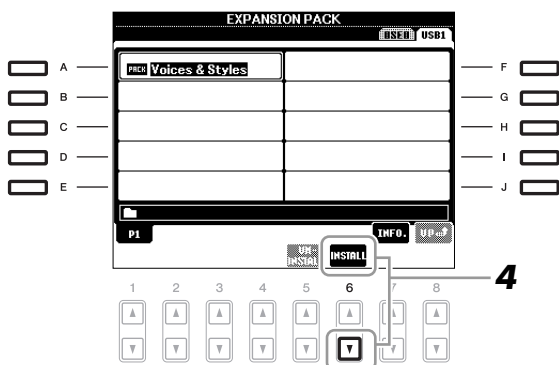 EXPANSION PACK
USER USB1
A PACK Voices & Styles F
B G
C H
D I
E J
P1 INFO. UP
UN-INSTAL INSTALL
4
1 2 3 4 5 6 7 8